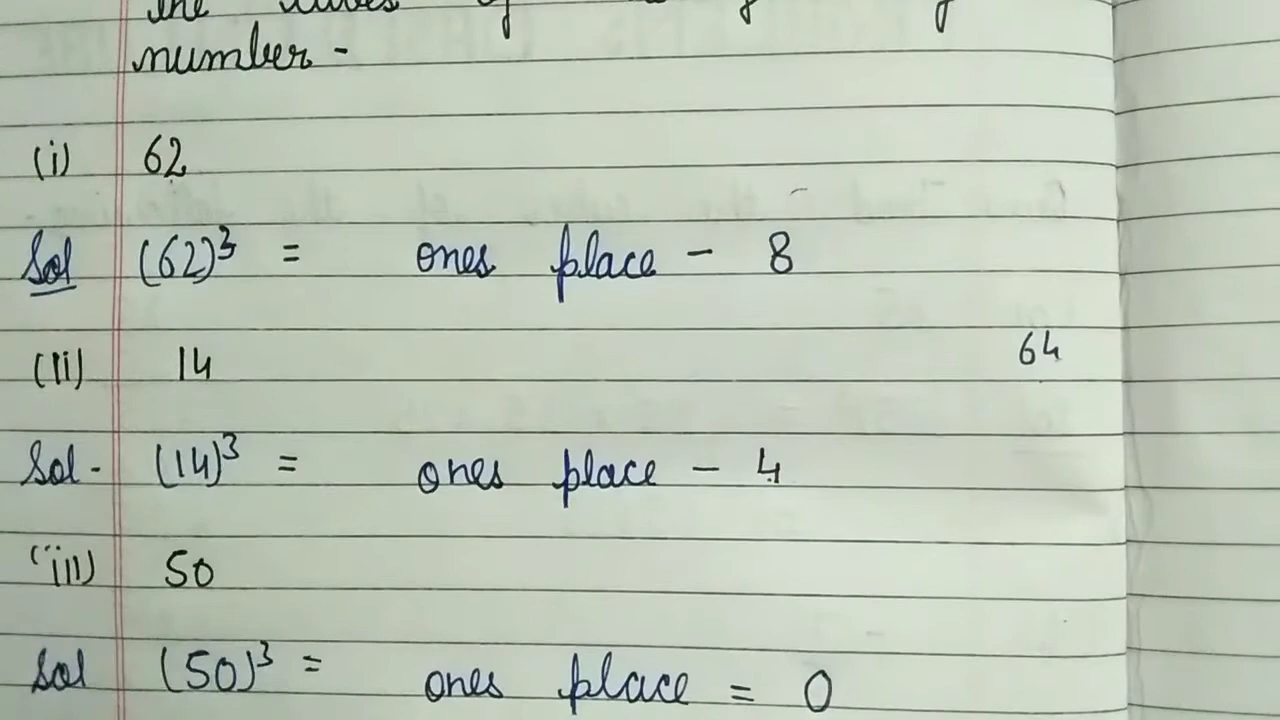 the
number -
(i) 62
Sol (62)³ = ones place - 8
(ii) 14
64
Sol - (14)³ = ones place - 4
(iii) 50
Sol (50)³ = ones place = 0